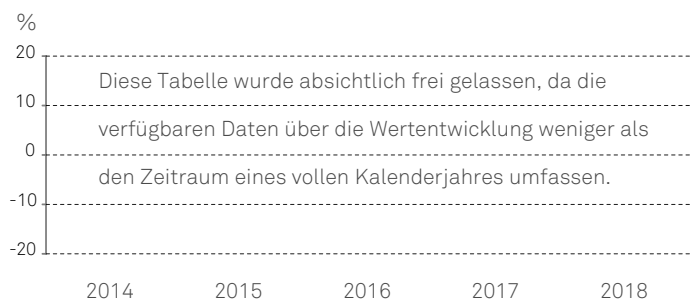 %
20
Diese Tabelle wurde absichtlich frei gelassen, da die
10
verfügbaren Daten über die Wertentwicklung weniger als
0
den Zeitraum eines vollen Kalenderjahres umfassen.
-10
-20
2014 2015 2016 2017 2018